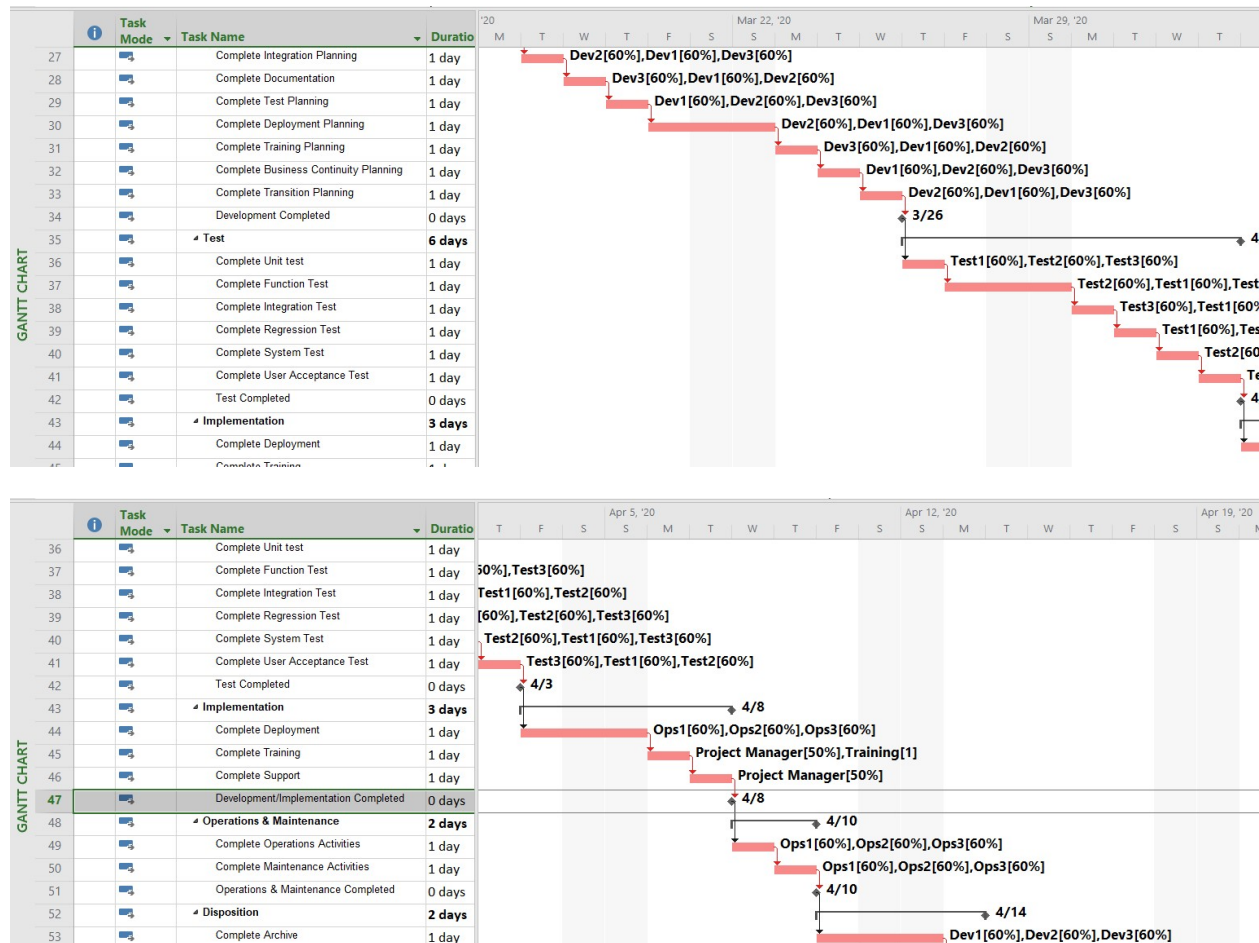 '20 Mar 22, '20 Mar 29, '20
Task Mode Task Name Duratio M T W T F S S M T W T F S S M T W T
27 Complete Integration Planning 1 day Dev2[60%],Dev1[60%],Dev3[60%]
28 Complete Documentation 1 day Dev3[60%],Dev1[60%],Dev2[60%]
29 Complete Test Planning 1 day Dev1[60%],Dev2[60%],Dev3[60%]
30 Complete Deployment Planning 1 day Dev2[60%],Dev1[60%],Dev3[60%]
31 Complete Training Planning 1 day Dev3[60%],Dev1[60%],Dev2[60%]
32 Complete Business Continuity Planning 1 day Dev1[60%],Dev2[60%],Dev3[60%]
33 Complete Transition Planning 1 day Dev2[60%],Dev1[60%],Dev3[60%]
34 Development Completed 0 days 3/26
35 Test 6 days 4
36 Complete Unit test 1 day Test1[60%],Test2[60%],Test3[60%]
37 Complete Function Test 1 day Test2[60%],Test1[60%],Test
38 Complete Integration Test 1 day Test3[60%],Test1[60%
39 Complete Regression Test 1 day Test1[60%],Tes
40 Complete System Test 1 day Test2[60
41 Complete User Acceptance Test 1 day Te
42 Test Completed 0 days 4
43 Implementation 3 days
44 Complete Deployment 1 day
45 Complete Training
GANTT CHART
Apr 5, '20 Apr 12, '20 Apr 19, '20
Task Mode Task Name Duratio T F S S M T W T F S S M T W T F S S M
36 Complete Unit test 1 day
37 Complete Function Test 1 day 60%],Test3[60%]
38 Complete Integration Test 1 day Test1[60%],Test2[60%]
39 Complete Regression Test 1 day [60%],Test2[60%],Test3[60%]
40 Complete System Test 1 day Test2[60%],Test1[60%],Test3[60%]
41 Complete User Acceptance Test 1 day Test3[60%],Test1[60%],Test2[60%]
42 Test Completed 0 days 4/3
43 Implementation 3 days 4/8
44 Complete Deployment 1 day Ops1[60%],Ops2[60%],Ops3[60%]
45 Complete Training 1 day Project Manager[50%],Training[1]
46 Complete Support 1 day Project Manager[50%]
47 Development/Implementation Completed 0 days 4/8
48 Operations & Maintenance 2 days 4/10
49 Complete Operations Activities 1 day Ops1[60%],Ops2[60%],Ops3[60%]
50 Complete Maintenance Activities 1 day Ops1[60%],Ops2[60%],Ops3[60%]
51 Operations & Maintenance Completed 0 days 4/10
52 Disposition 2 days 4/14
53 Complete Archive 1 day Dev1[60%],Dev2[60%],Dev3[60%]
GANTT CHART